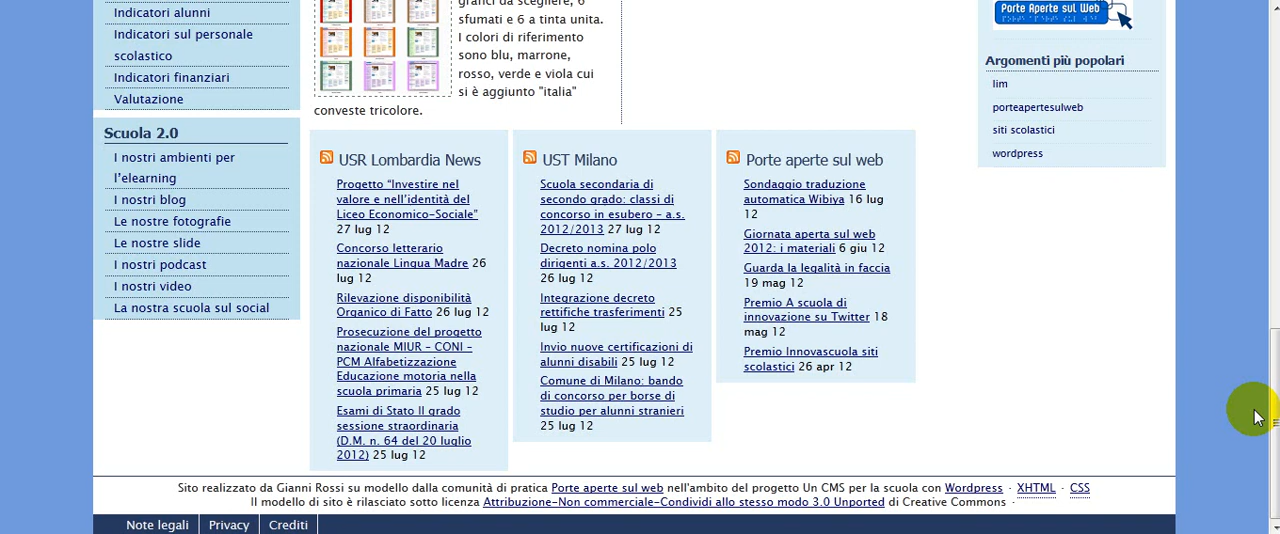 Indicatori alunni
Indicatori sul personale
scolastico
Indicatori finanziari
Valutazione
Scuola 2.0
I nostri ambienti per
l'elearning
I nostri blog
Le nostre fotografie
Le nostre slide
I nostri podcast
I nostri video
La nostra scuola sul social
grafici da scegliere, 6
sfumati e 6 a tinta unita.
I colori di riferimento
sono blu, marrone,
rosso, verde e viola cui
si è aggiunto "italia"
conveste tricolore.
USR Lombardia News
Progetto “Investire nel
valore e nell’identità del
Liceo Economico-Sociale”
27 lug 12
Concorso letterario
nazionale Lingua Madre 26
lug 12
Rilevazione disponibilità
Organico di Fatto 26 lug 12
Prosecuzione del progetto
nazionale MIUR – CONI –
PCM Alfabetizzazione
Educazione motoria nella
scuola primaria 25 lug 12
Esami di Stato II grado
sessione straordinaria
(D.M. n. 64 del 20 luglio
2012) 25 lug 12
UST Milano
Scuola secondaria di
secondo grado: classi di
concorso in esubero – a.s.
2012/2013 27 lug 12
Decreto nomina polo
dirigenti a.s. 2012/2013
26 lug 12
Integrazione decreto
rettifiche trasferimenti 25
lug 12
Invio nuove certificazioni di
alunni disabili 25 lug 12
Comune di Milano: bando
di concorso per borse di
studio per alunni stranieri
25 lug 12
Porte aperte sul web
Sondaggio traduzione
automatica Wibiya 16 lug
12
Giornata aperta sul web
2012: i materiali 6 giu 12
Guarda la legalità in faccia
19 mag 12
Premio A scuola di
innovazione su Twitter 18
mag 12
Premio Innovascuola siti
scolastici 26 apr 12
Porte Aperte sul Web
Argomenti più popolari
lim
porteapertesulweb
siti scolastici
wordpress
Sito realizzato da Gianni Rossi su modello dalla comunità di pratica Porte aperte sul web nell'ambito del progetto Un CMS per la scuola con Wordpress · XHTML · CSS
Il modello di sito è rilasciato sotto licenza Attribuzione-Non commerciale-Condividi allo stesso modo 3.0 Unported di Creative Commons ·
Note legali Privacy Crediti